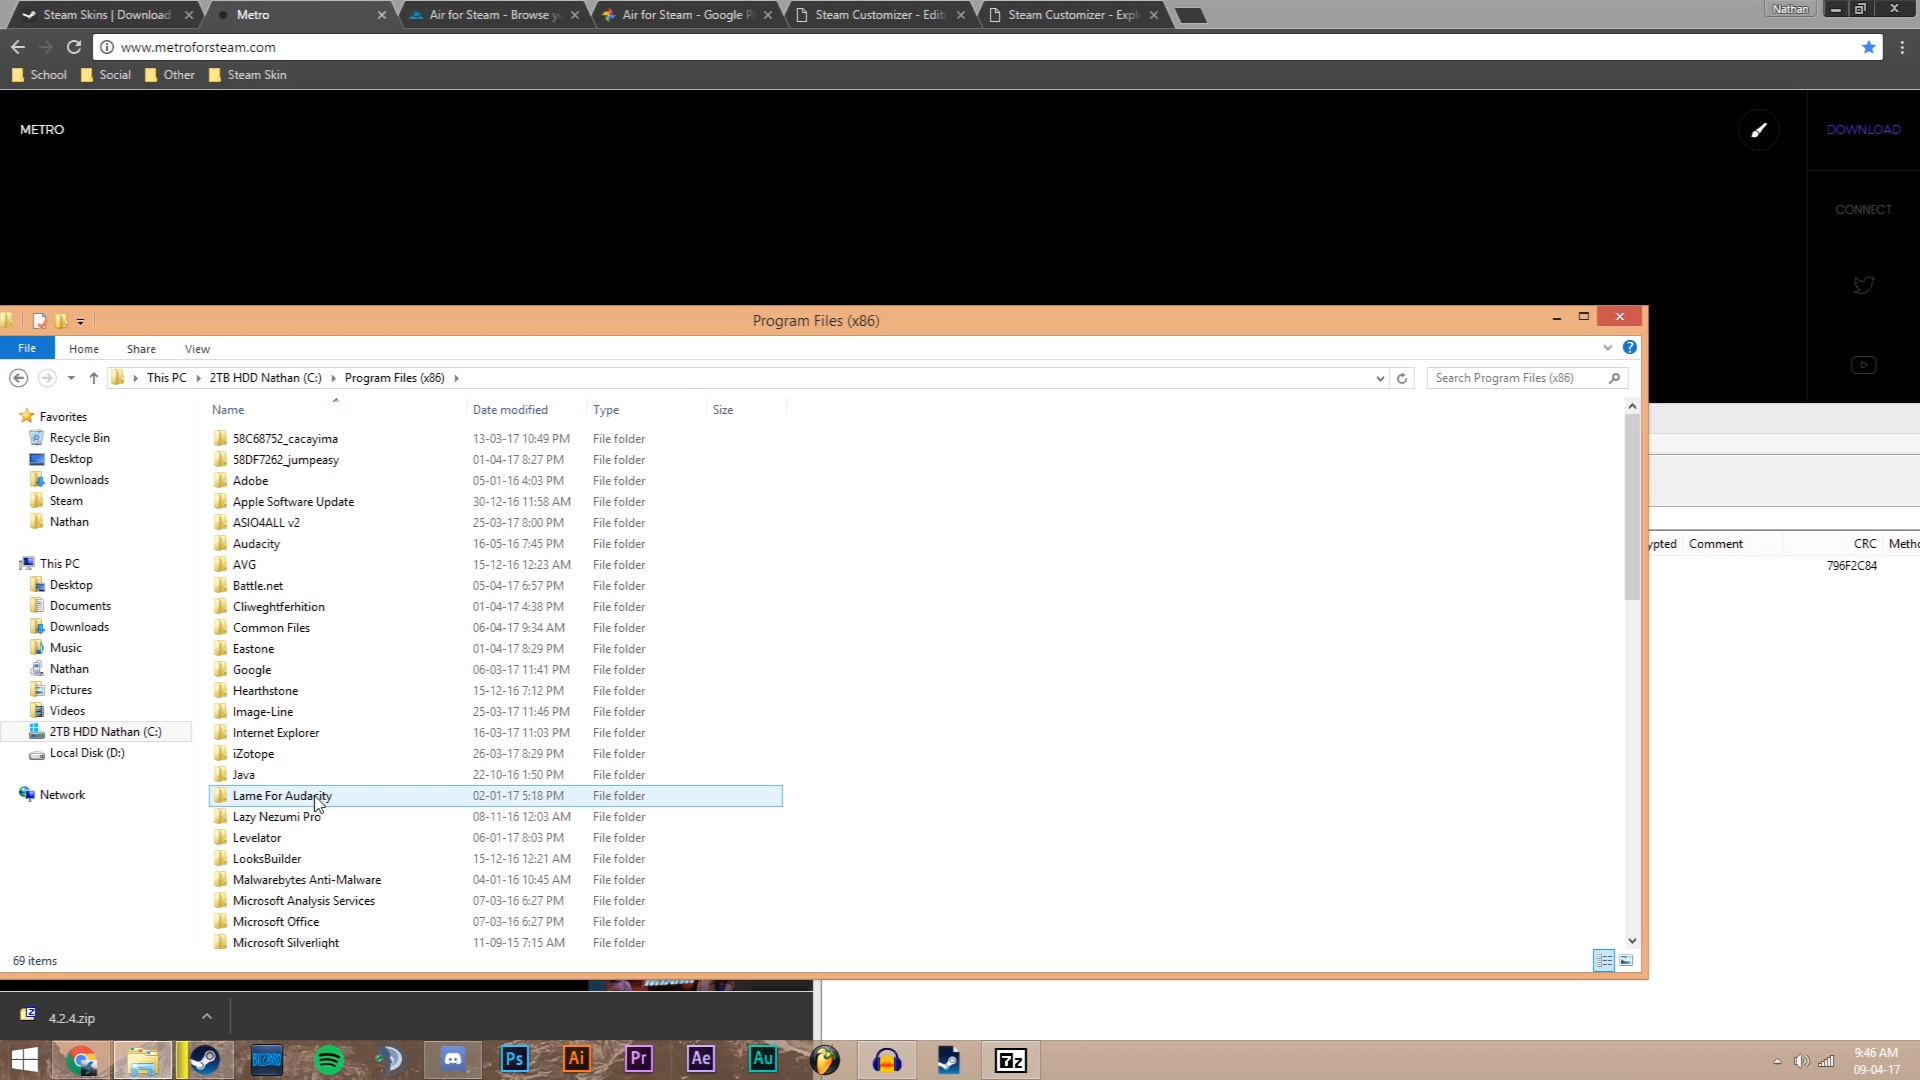 Steam Skins | Download
Metro
Air for Steam - Browse yo
Air for Steam - Google Pl
Steam Customizer - Edito
Steam Customizer - Expl
Nathan
www.metroforsteam.com
School
Social
Other
Steam Skin
METRO
DOWNLOAD
CONNECT
Program Files (x86)
File
Home
Share
View
This PC
2TB HDD Nathan (C:)
Program Files (x86)
Search Program Files (x86)
Name
Date modified
Type
Size
Favorites
Recycle Bin
Desktop
Downloads
Steam
Nathan
This PC
Desktop
Documents
Downloads
Music
Nathan
Pictures
Videos
2TB HDD Nathan (C:)
Local Disk (D:)
Network
58C68752_cacayima 13-03-17 10:49 PM File folder
58DF7262_jumpeasy 01-04-17 8:27 PM File folder
Adobe 05-01-16 4:03 PM File folder
Apple Software Update 30-12-16 11:58 AM File folder
ASIO4ALL v2 25-03-17 8:00 PM File folder
Audacity 16-05-16 7:45 PM File folder
AVG 15-12-16 12:23 AM File folder
Battle.net 05-04-17 6:57 PM File folder
Cliweghtferhition 01-04-17 4:38 PM File folder
Common Files 06-04-17 9:34 AM File folder
Eastone 01-04-17 8:29 PM File folder
Google 06-03-17 11:41 PM File folder
Hearthstone 15-12-16 7:12 PM File folder
Image-Line 25-03-17 11:46 PM File folder
Internet Explorer 16-03-17 11:03 PM File folder
iZotope 26-03-17 8:29 PM File folder
Java 22-10-16 1:50 PM File folder
Lame For Audacity 02-01-17 5:18 PM File folder
Lazy Nezumi Pro 08-11-16 12:03 AM File folder
Levelator 06-01-17 8:03 PM File folder
LooksBuilder 15-12-16 12:21 AM File folder
Malwarebytes Anti-Malware 04-01-16 10:45 AM File folder
Microsoft Analysis Services 07-03-16 6:27 PM File folder
Microsoft Office 07-03-16 6:27 PM File folder
Microsoft Silverlight 11-09-15 7:15 AM File folder
69 items
ypted
Comment
CRC
Metho
796F2C84
4.2.4.zip
BLIZZARD
Ps
Ai
Pr
Ae
Au
7z
9:46 AM
09-04-17